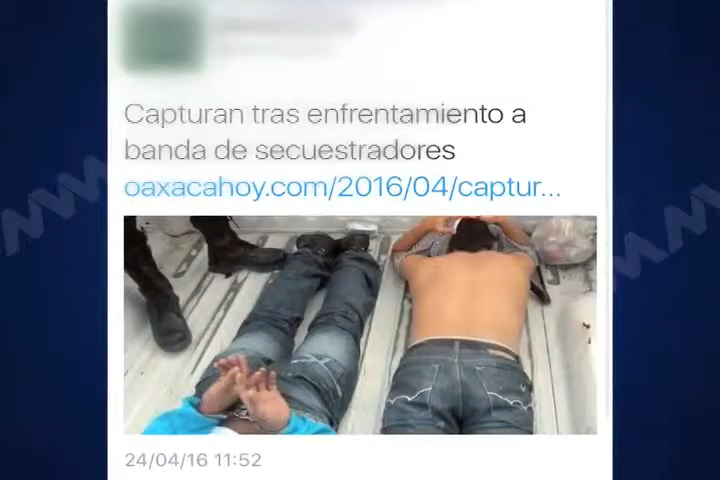 Capturan tras enfrentamiento a
banda de secuestradores
oaxacahoy.com/2016/04/captur...
24/04/16 11:52